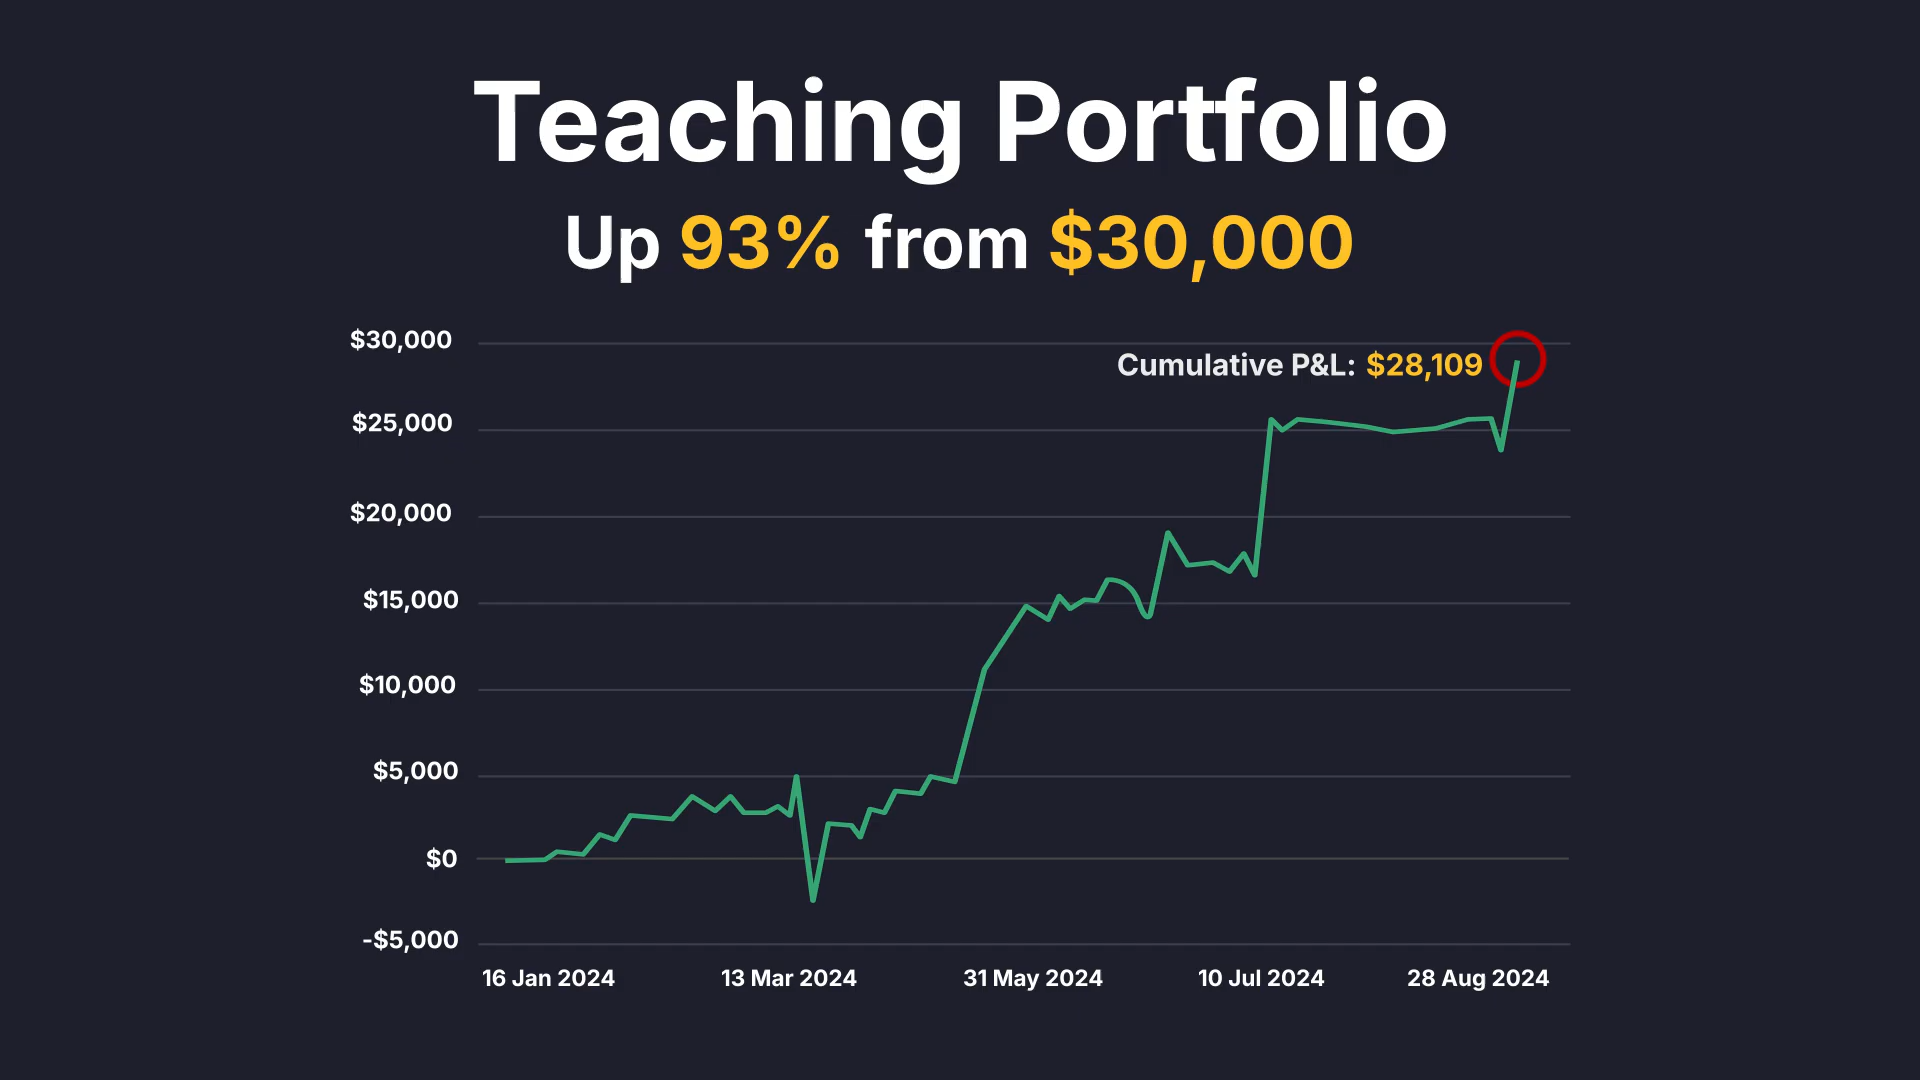 Teaching Portfolio
Up 93% from $30,000
$30,000
Cumulative P&L: $28,109
$25,000
$20,000
$15,000
$10,000
$5,000
$0
-$5,000
16 Jan 2024 13 Mar 2024 31 May 2024 10 Jul 2024 28 Aug 2024